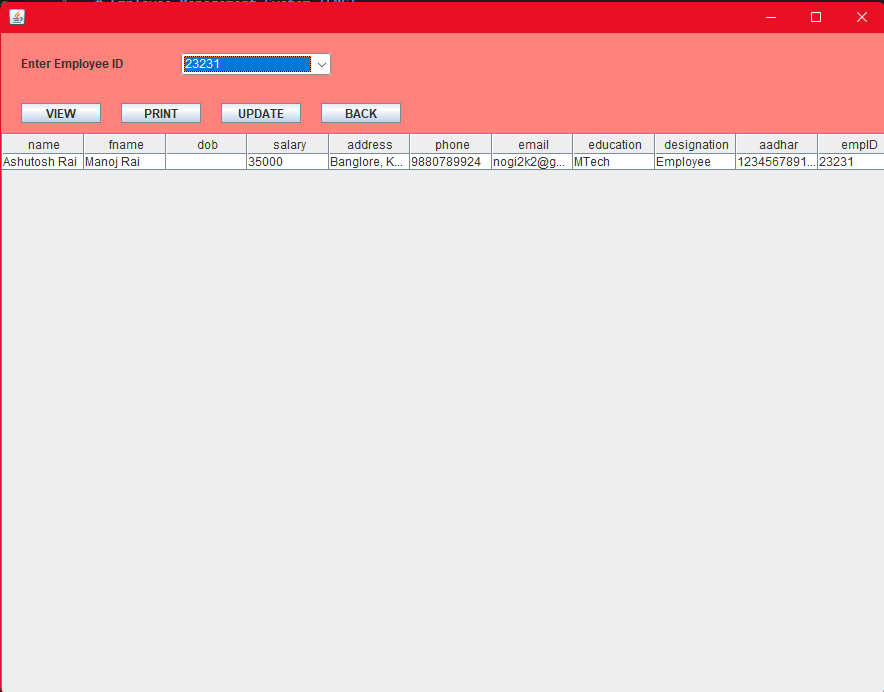 Enter Employee ID 23231
VIEW PRINT UPDATE BACK
name fname dob salary address phone email education designation aadhar empID
Ashutosh Rai Manoj Rai 35000 Banglore, K... 9880789924 nogi2k2@g... MTech Employee 1234567891... 23231